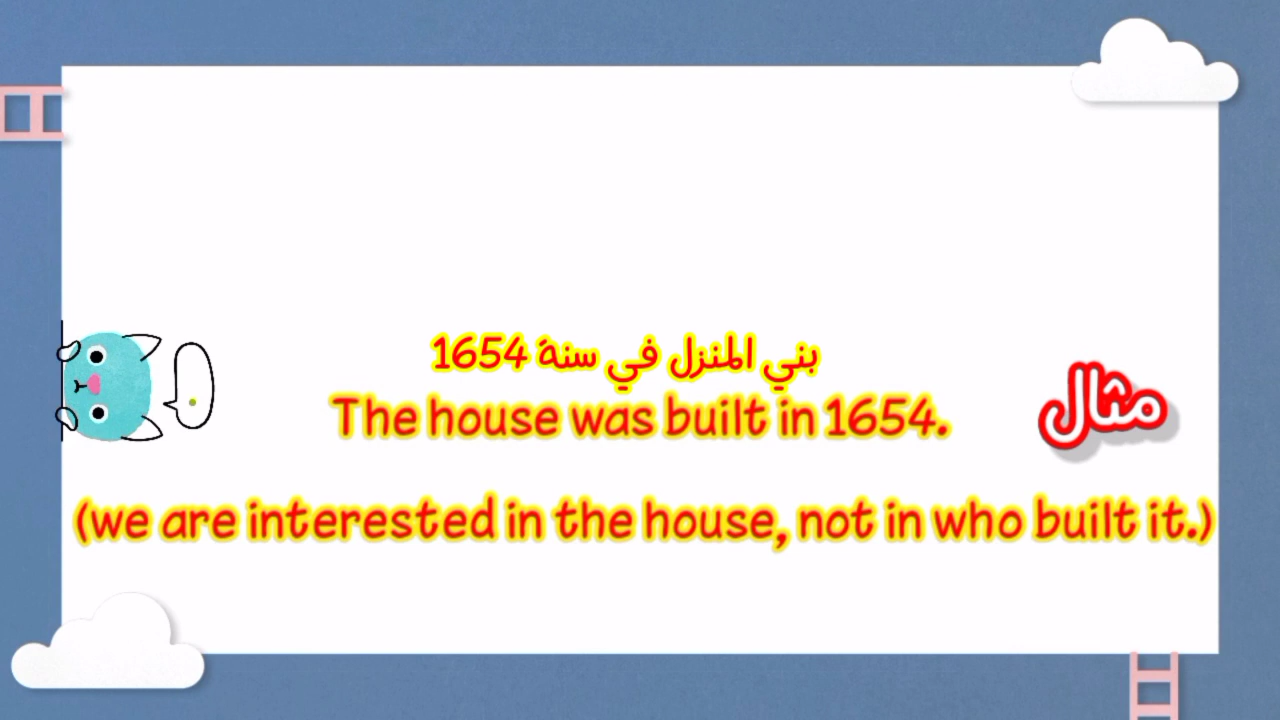 بني المنزل في سنة 1654
The house was built in 1654.
مثال
(we are interested in the house, not in who built it.)